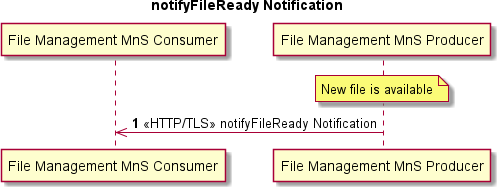 notifyFileReady Notification
File Management MnS Consumer
File Management MnS Producer
New file is available
1 «HTTP/TLS» notifyFileReady Notification
File Management MnS Consumer
File Management MnS Producer